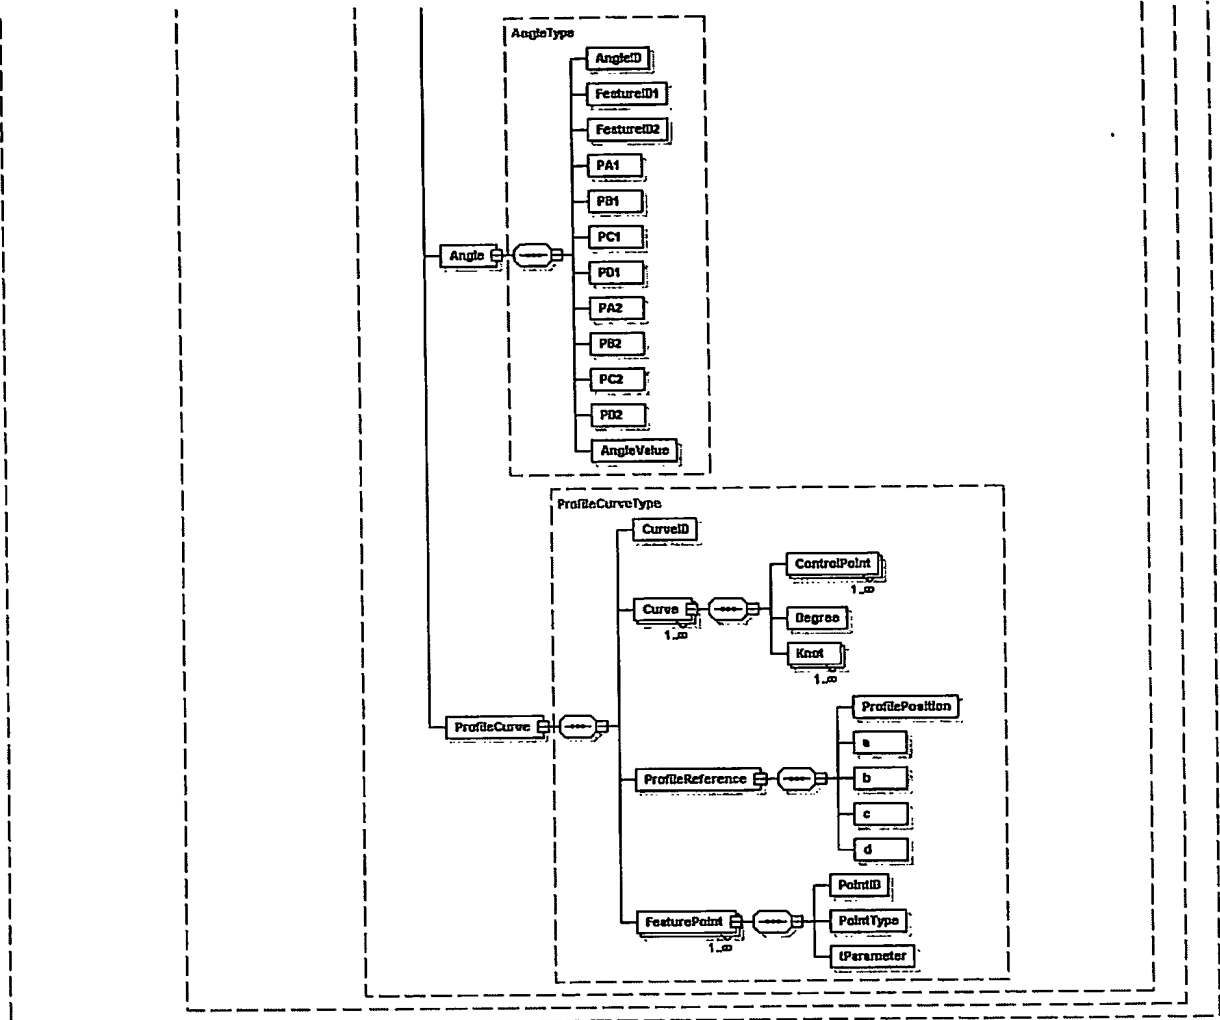 AngleType
AngleID
FeatureID1
FeatureID2
PA1
PB1
PC1
Angle
PD1
PA2
PB2
PC2
PD2
AngleValue
ProfileCurveType
CurveID
ControlPoint
1..∞
Curve
1..∞
Degree
Knot
1..∞
ProfileCurve
ProfilePosition
a
ProfileReference
b
c
d
PointID
FeaturePoint
1..∞
PointType
tParameter